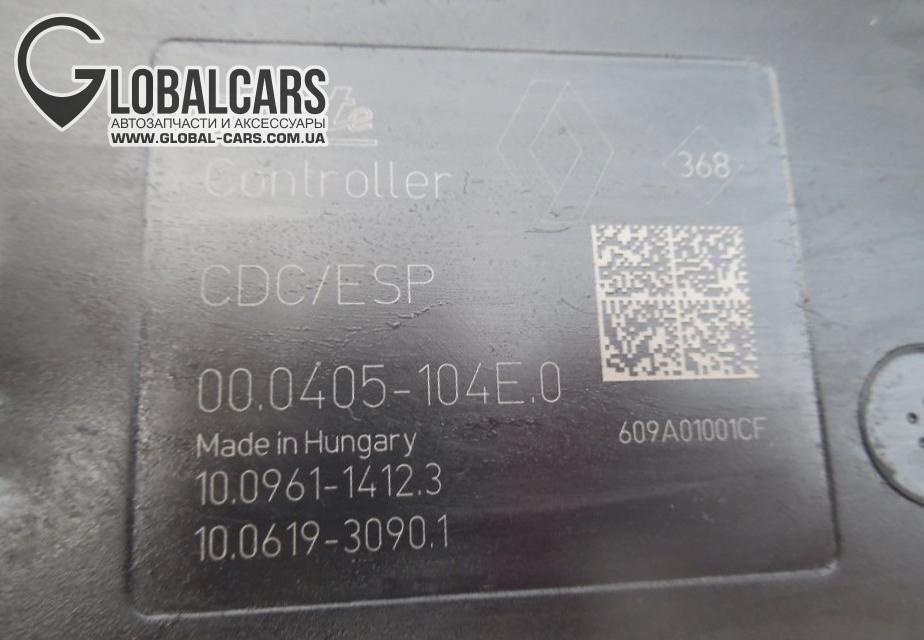 GLOBALCARS
АВТОЗАПЧАСТИ И АКСЕССУАРЫ
WWW.GLOBAL-CARS.COM.UA
Controller
368
CDC/ESP
00.0405-104E.0
Made in Hungary
609A01001CF
10.0961-1412.3
10.0619-3090.1